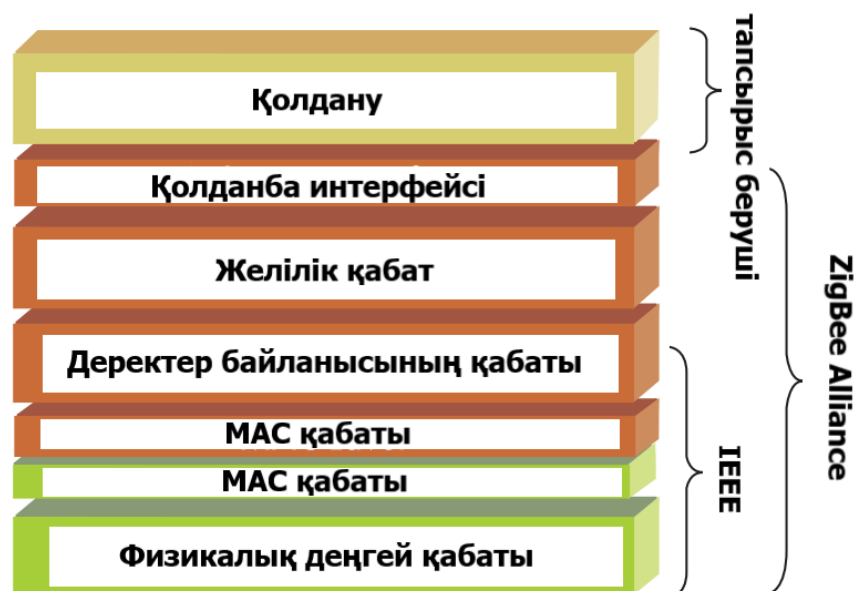 Қолдану
Қолданба интерфейсі
Желілік қабат
Деректер байланысының қабаты
MAC қабаты
MAC қабаты
Физикалық деңгей қабаты
тапсырыс беруші
IEEE
ZigBee Alliance